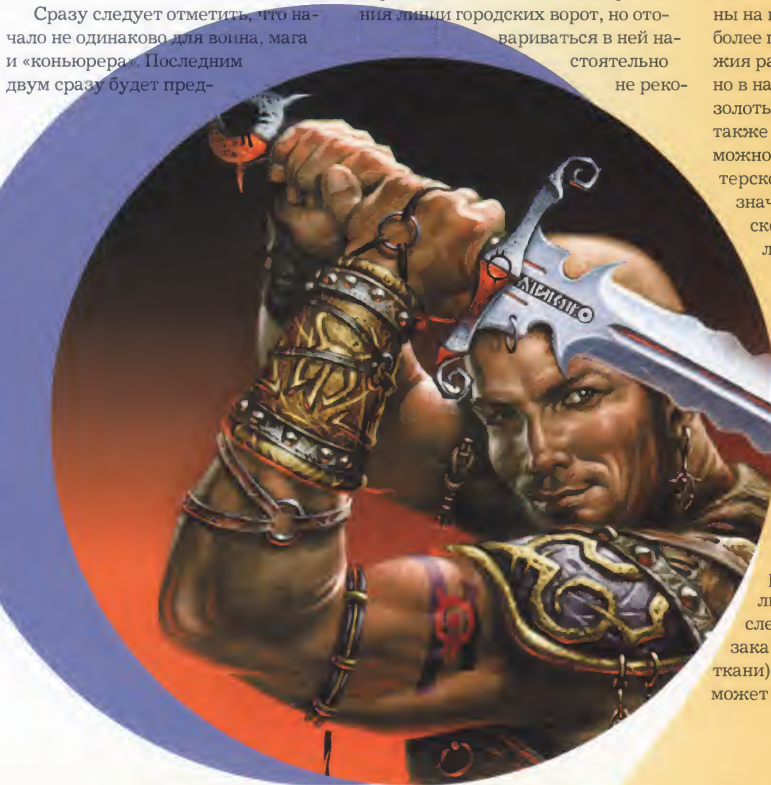 Сразу следует отметить, что на-
чало не одинаково для воина, мага
и «коньюрера». Последним
двум сразу будет пред-
ния линии городских ворот, но ото-
вариваться в ней на-
стоятельно
не реко-
ны на
более
жия
но в
золоть
также
можно
терско
знач
ско
ли
сле
зака
ткани)
может